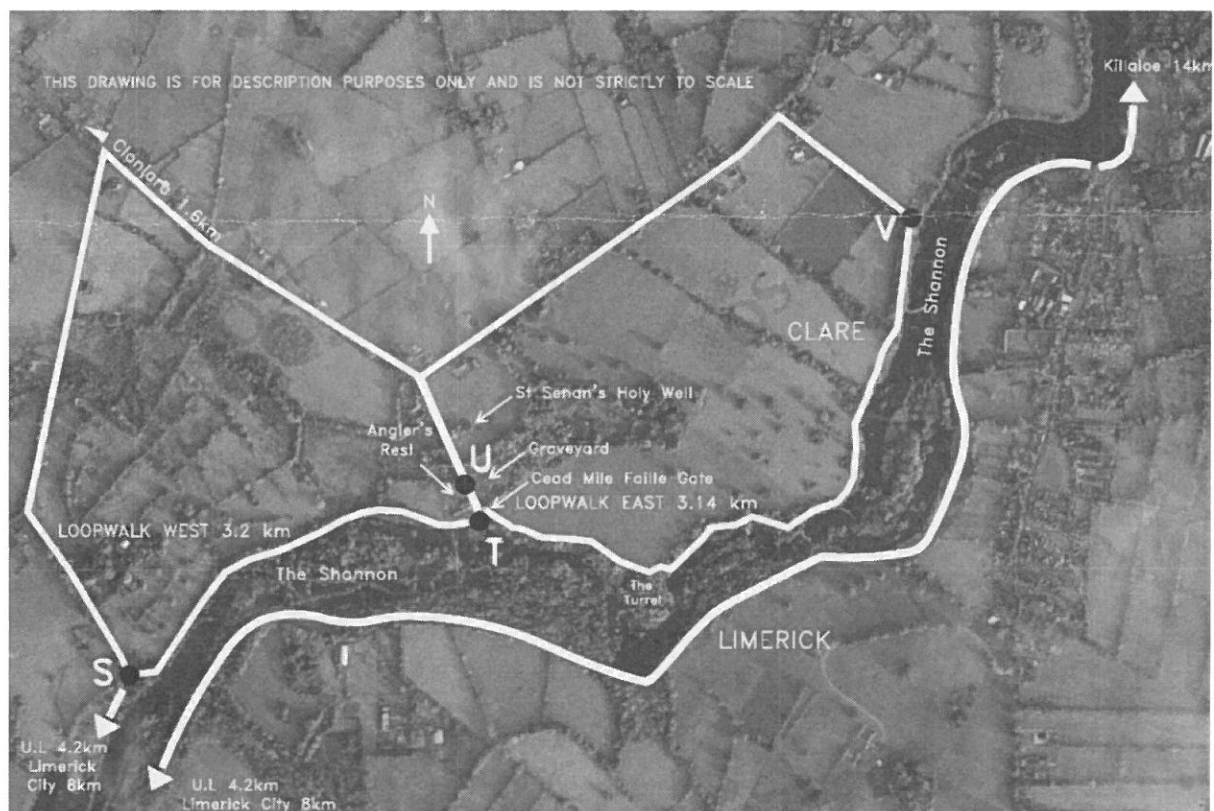 THIS DRAWING IS FOR DESCRIPTION PURPOSES ONLY AND IS NOT STRICTLY TO SCALE
Killaloe 14km
Clonlara 1.6km
N
V
The Shannon
CLARE
St Senan's Holy Well
Angler's
Rest
U
Graveyard
Cead Mile Failte Gate
LOOPWALK EAST 3.14 km
LOOPWALK WEST 3.2 km
T
The Shannon
The
Turret
LIMERICK
S
U.L 4.2km
Limerick
City 8km
U.L 4.2km
Limerick City 8km